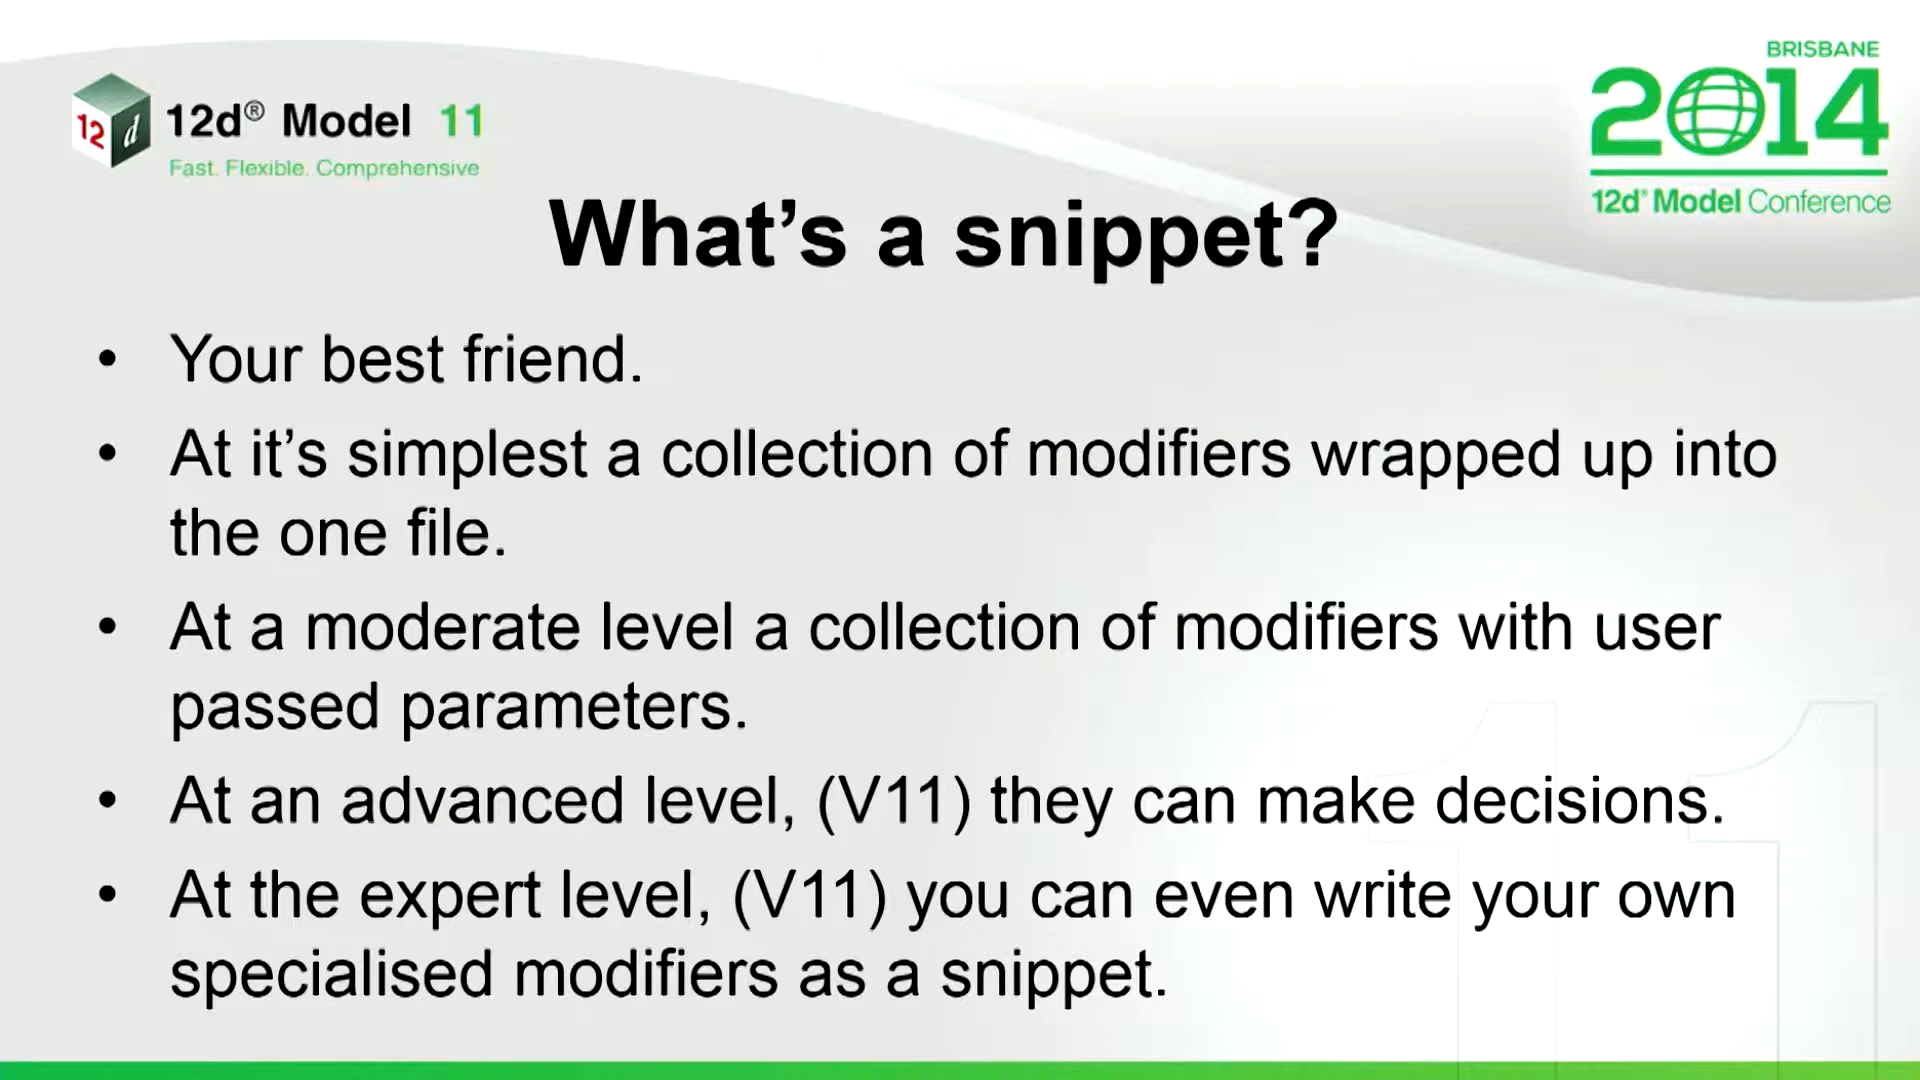 BRISBANE
2014
12d® Model Conference
12d
12d® Model 11
Fast. Flexible. Comprehensive
What’s a snippet?
• Your best friend.
• At it’s simplest a collection of modifiers wrapped up into
the one file.
• At a moderate level a collection of modifiers with user
passed parameters.
• At an advanced level, (V11) they can make decisions.
• At the expert level, (V11) you can even write your own
specialised modifiers as a snippet.
11